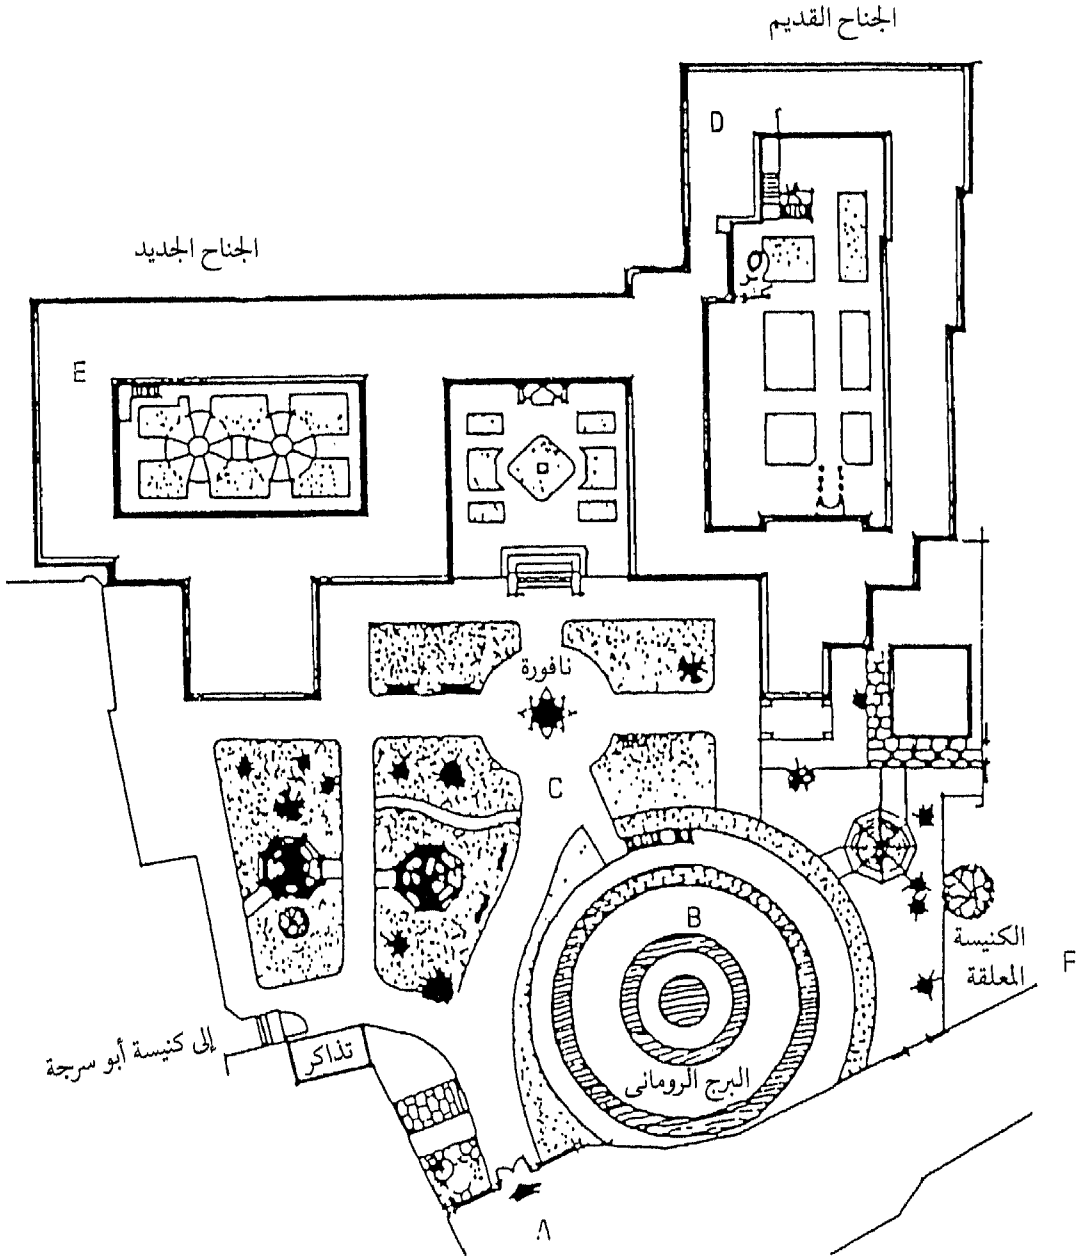 الجناح القديم
D
الجناح الجديد
E
نافورة
C
B
الكنيسة
المعلقة
F
إلى كنيسة أبو سرجة
تذاكر
البرج الرومانى
A